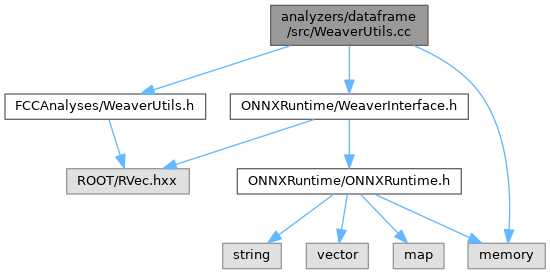 analyzers/dataframe
/src/WeaverUtils.cc
FCCAnalyses/WeaverUtils.h
ONNXRuntime/WeaverInterface.h
ROOT/RVec.hxx
ONNXRuntime/ONNXRuntime.h
string
vector
map
memory